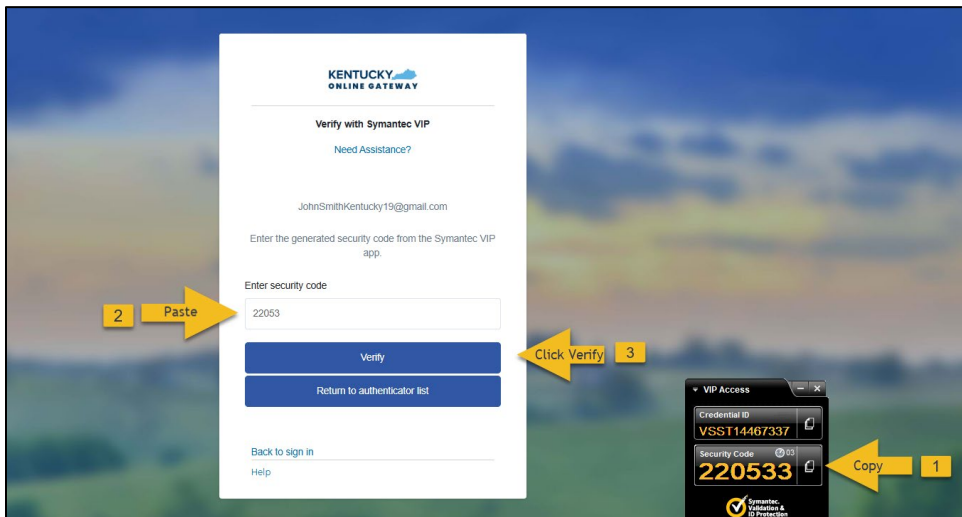 KENTUCKY
ONLINE GATEWAY
Verify with Symantec VIP
Need Assistance?
JohnSmithKentucky19@gmail.com
Enter the generated security code from the Symantec VIP
app.
Enter security code
2 Paste
22053
Verify
Click Verify 3
Return to authenticator list
Back to sign in
Help
VIP Access
Credential ID
VSST14467337
Security Code 03
220533
Copy 1
Symantec.
Validation &
ID Protection